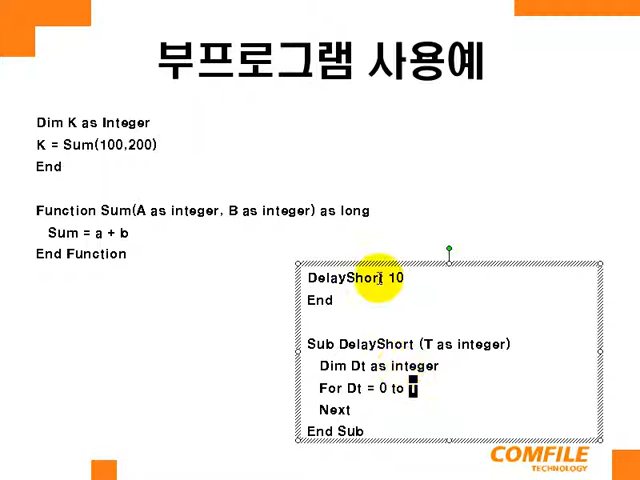 부프로그램 사용예
Dim K as Integer
K = Sum(100,200)
End
Function Sum(A as integer, B as integer) as long
Sum = a + b
End Function
DelayShort 10
End
Sub DelayShort (T as integer)
Dim Dt as integer
For Dt = 0 to T
Next
End Sub
COMFILE
TECHNOLOGY